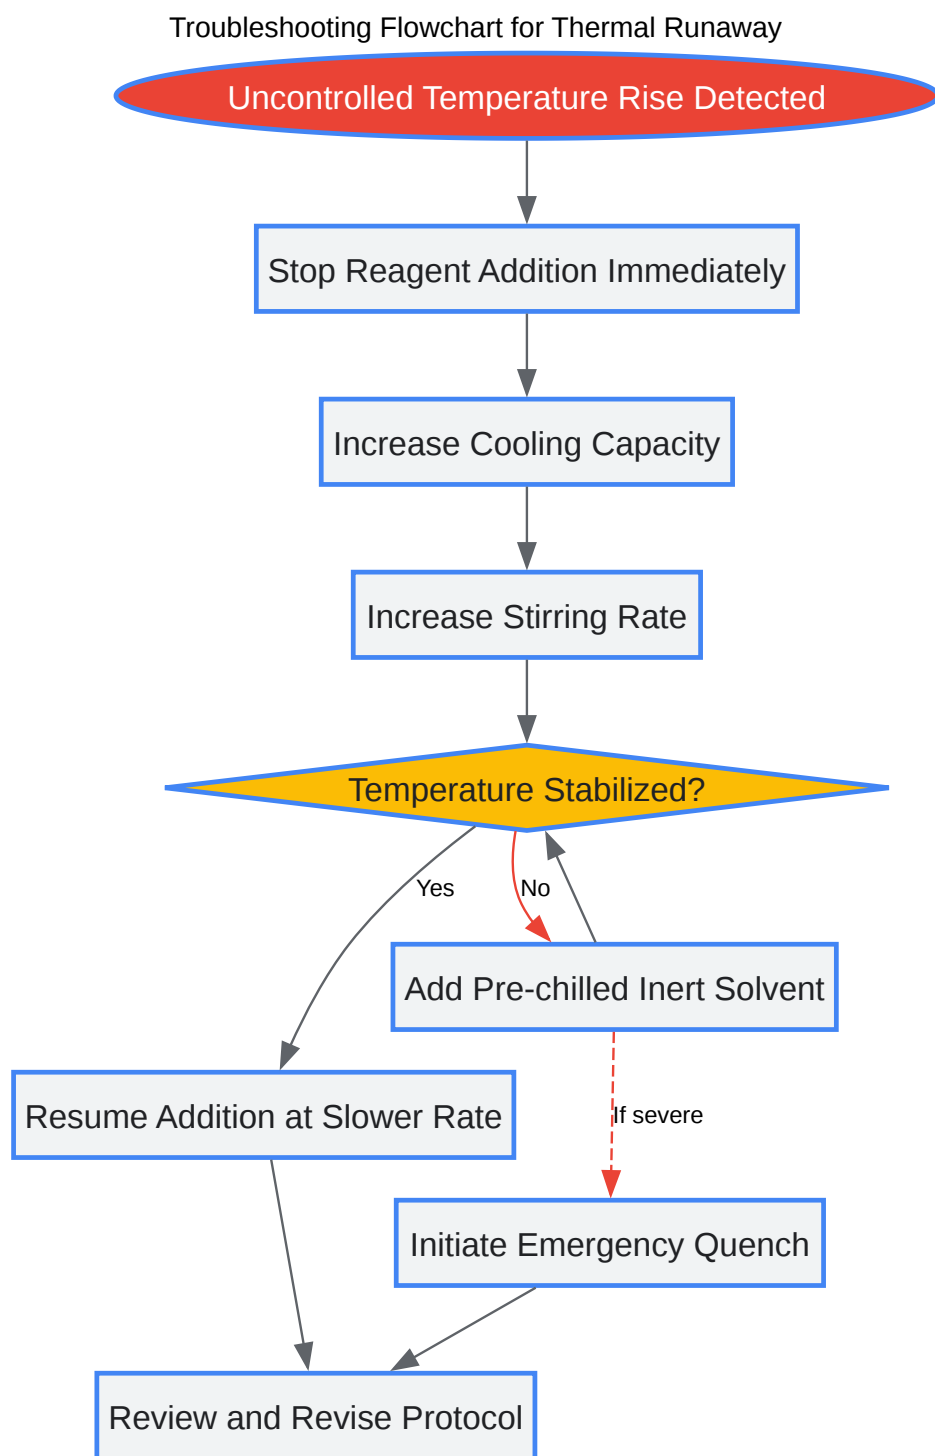 Troubleshooting Flowchart for Thermal Runaway
Uncontrolled Temperature Rise Detected
Stop Reagent Addition Immediately
Increase Cooling Capacity
Increase Stirring Rate
Temperature Stabilized?
Yes
No
Add Pre-chilled Inert Solvent
Resume Addition at Slower Rate
If severe
Initiate Emergency Quench
Review and Revise Protocol